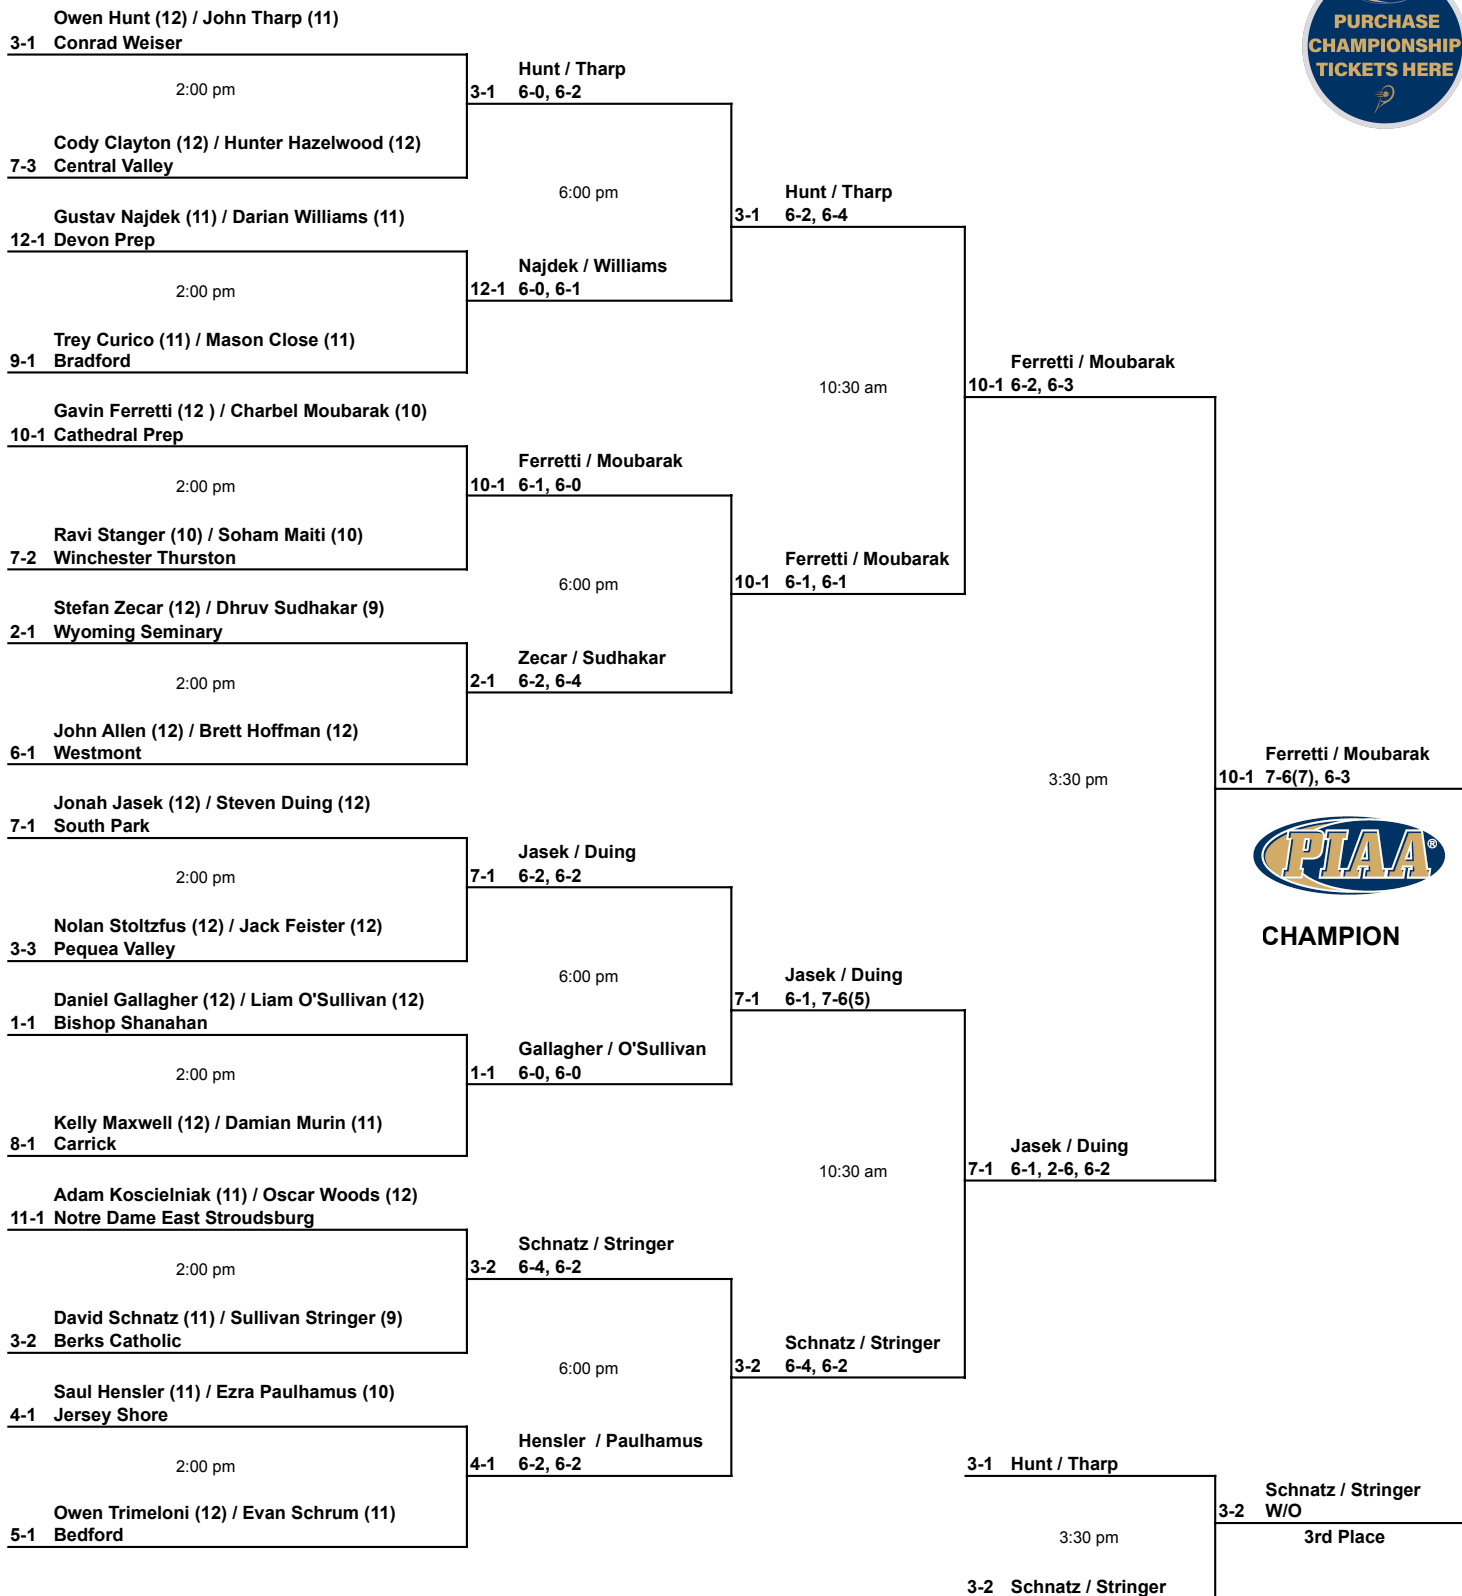 PURCHASE
CHAMPIONSHIP
TICKETS HERE
Owen Hunt (12) / John Tharp (11)
3-1 Conrad Weiser
2:00 pm
Hunt / Tharp
3-1 6-0, 6-2
Cody Clayton (12) / Hunter Hazelwood (12)
7-3 Central Valley
6:00 pm
Hunt / Tharp
3-1 6-2, 6-4
Gustav Najdek (11) / Darian Williams (11)
12-1 Devon Prep
2:00 pm
Najdek / Williams
12-1 6-0, 6-1
Trey Curico (11) / Mason Close (11)
9-1 Bradford
10:30 am
Ferretti / Moubarak
10-1 6-2, 6-3
Gavin Ferretti (12 ) / Charbel Moubarak (10)
10-1 Cathedral Prep
2:00 pm
Ferretti / Moubarak
10-1 6-1, 6-0
Ravi Stanger (10) / Soham Maiti (10)
7-2 Winchester Thurston
6:00 pm
Ferretti / Moubarak
10-1 6-1, 6-1
Stefan Zecar (12) / Dhruv Sudhakar (9)
2-1 Wyoming Seminary
2:00 pm
Zecar / Sudhakar
2-1 6-2, 6-4
John Allen (12) / Brett Hoffman (12)
6-1 Westmont
3:30 pm
Ferretti / Moubarak
10-1 7-6(7), 6-3
PIAA®
CHAMPION
Jonah Jasek (12) / Steven Duing (12)
7-1 South Park
2:00 pm
Jasek / Duing
7-1 6-2, 6-2
Nolan Stoltzfus (12) / Jack Feister (12)
3-3 Pequea Valley
6:00 pm
Jasek / Duing
7-1 6-1, 7-6(5)
Daniel Gallagher (12) / Liam O'Sullivan (12)
1-1 Bishop Shanahan
2:00 pm
Gallagher / O'Sullivan
1-1 6-0, 6-0
Kelly Maxwell (12) / Damian Murin (11)
8-1 Carrick
10:30 am
Jasek / Duing
7-1 6-1, 2-6, 6-2
Adam Koscielniak (11) / Oscar Woods (12)
11-1 Notre Dame East Stroudsburg
2:00 pm
Schnatz / Stringer
3-2 6-4, 6-2
David Schnatz (11) / Sullivan Stringer (9)
3-2 Berks Catholic
6:00 pm
Schnatz / Stringer
3-2 6-4, 6-2
Saul Hensler (11) / Ezra Paulhamus (10)
4-1 Jersey Shore
2:00 pm
Hensler / Paulhamus
4-1 6-2, 6-2
Owen Trimeloni (12) / Evan Schrum (11)
5-1 Bedford
3-1 Hunt / Tharp
3:30 pm
Schnatz / Stringer
3-2 W/O
3rd Place
3-2 Schnatz / Stringer